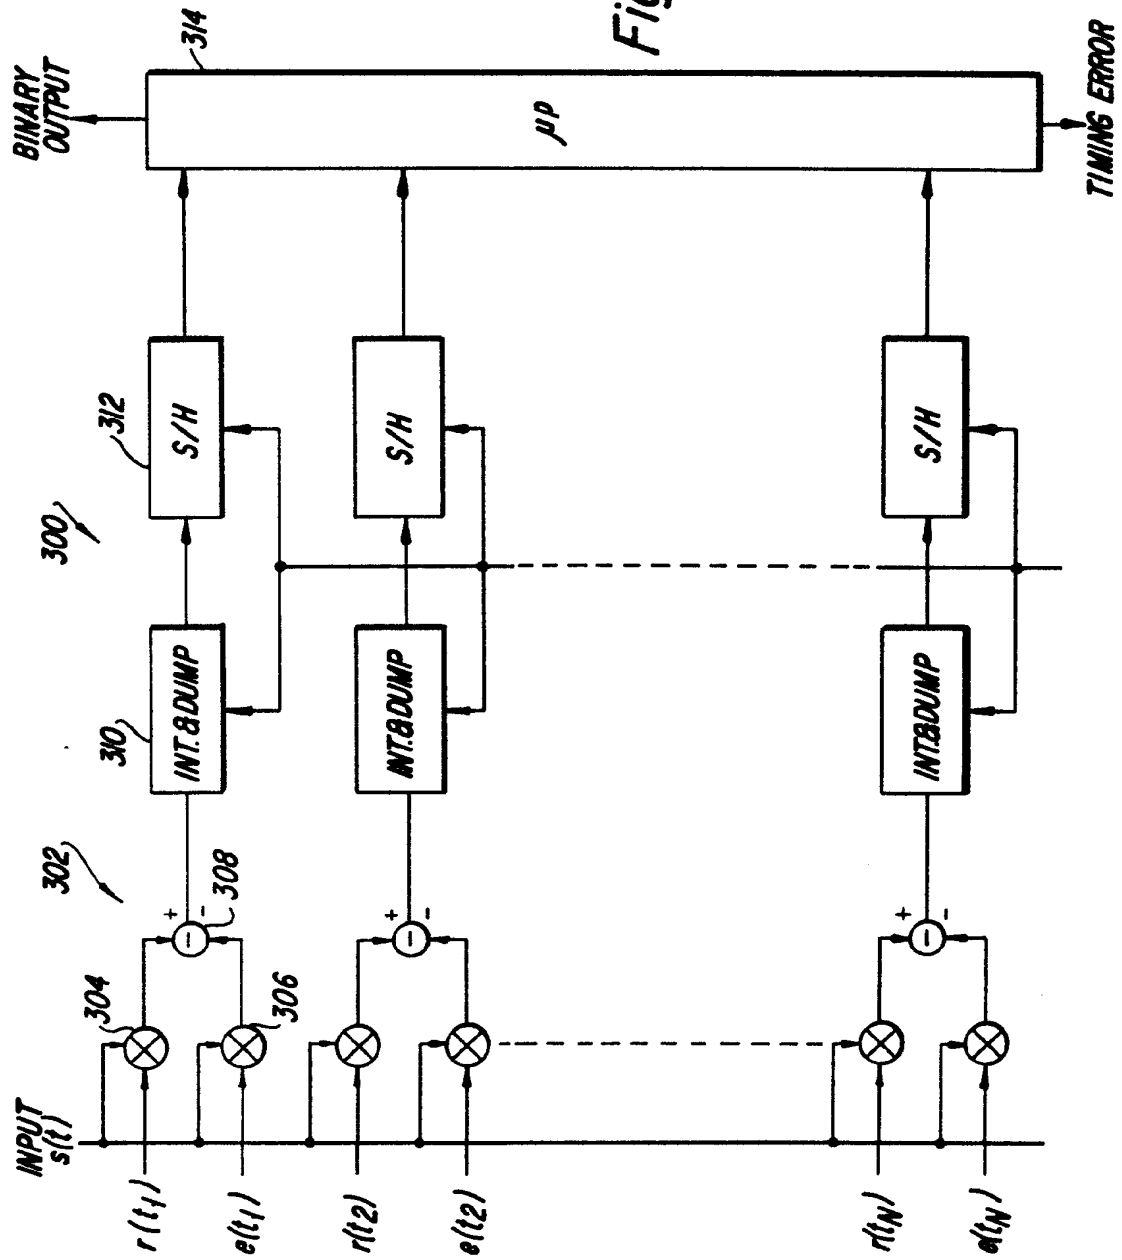 INPUT
s(t)
r(t1)
e(t1)
r(t2)
e(t2)
r(tN)
e(tN)
302
304
306
308
+
-
-
+
-
-
+
-
-
310
INT.&DUMP
INT.&DUMP
INT.&DUMP
300
312
S/H
S/H
S/H
BINARY
OUTPUT
314
μP
TIMING ERROR
Fig